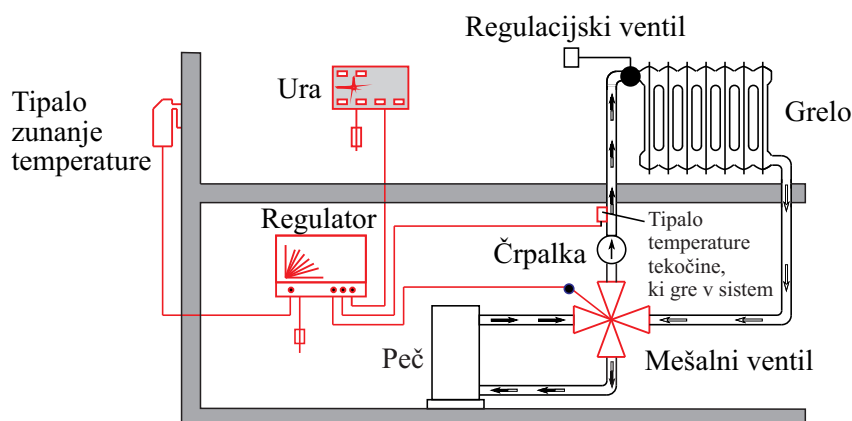 Regulacijski ventil
Ura
Tipalo
zunanje
temperature
Grelo
Regulator
Tipalo
temperature
tekočine,
ki gre v sistem
Črpalka
Peč
Mešalni ventil